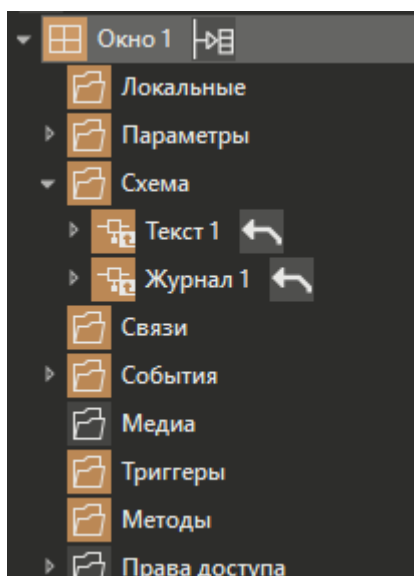 Окно 1
Локальные
Параметры
Схема
Текст 1
Журнал 1
Связи
События
Медиа
Триггеры
Методы
Права доступа